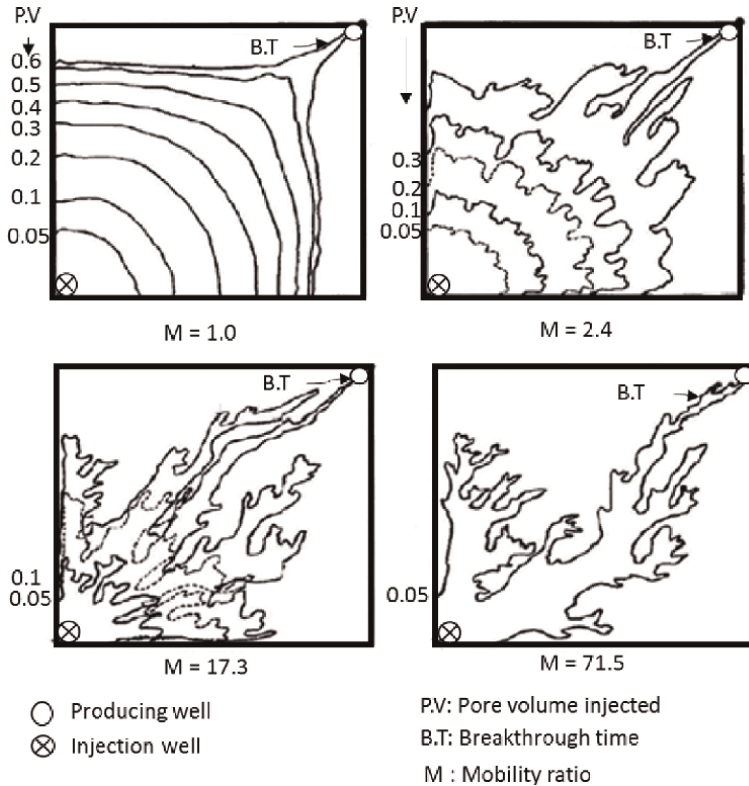 P.V
B.T
0.6
0.5
0.4
0.3
0.2
0.1
0.05
M = 1.0
P.V
B.T
0.3
0.2
0.1
0.05
M = 2.4
B.T
0.1
0.05
M = 17.3
B.T
0.05
M = 71.5
Producing well
Injection well
P.V: Pore volume injected
B.T: Breakthrough time
M : Mobility ratio